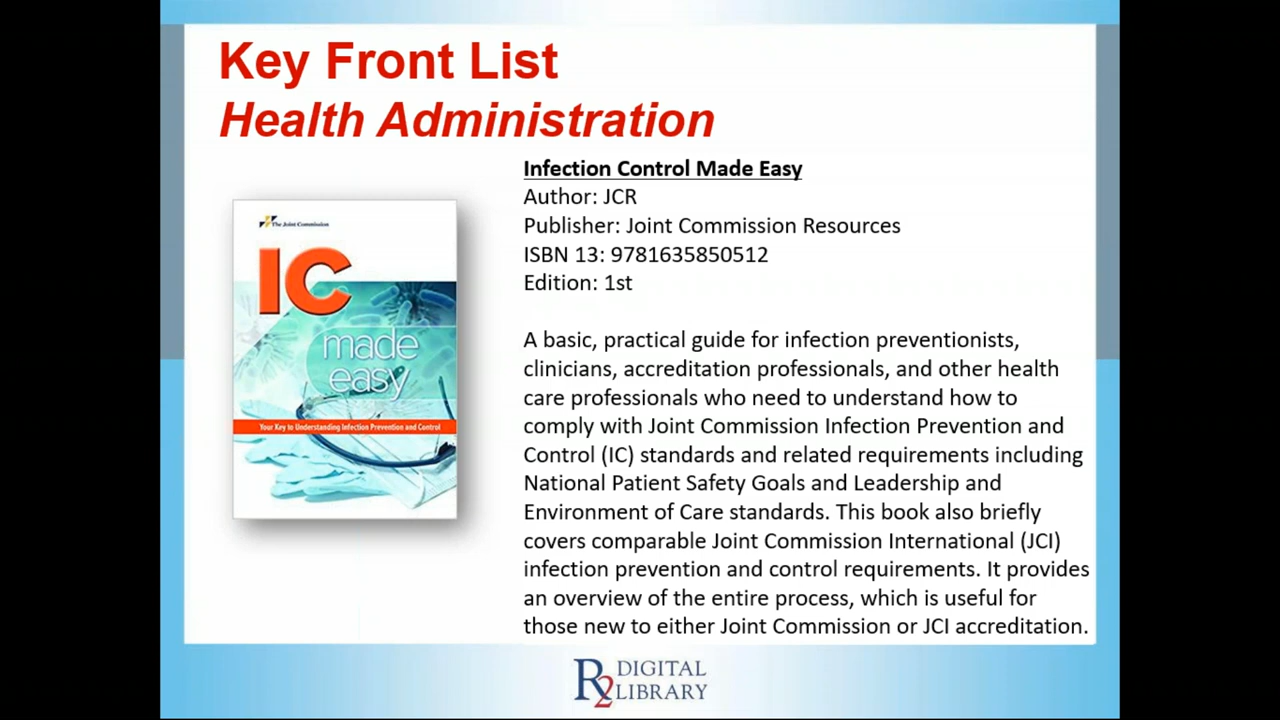 Key Front List
Health Administration
Infection Control Made Easy
Author: JCR
Publisher: Joint Commission Resources
ISBN 13: 9781635850512
Edition: 1st
The Joint Commission
IC
made
easy
Your Key to Understanding Infection Prevention and Control
A basic, practical guide for infection preventionists,
clinicians, accreditation professionals, and other health
care professionals who need to understand how to
comply with Joint Commission Infection Prevention and
Control (IC) standards and related requirements including
National Patient Safety Goals and Leadership and
Environment of Care standards. This book also briefly
covers comparable Joint Commission International (JCI)
infection prevention and control requirements. It provides
an overview of the entire process, which is useful for
those new to either Joint Commission or JCI accreditation.
R2 DIGITAL
LIBRARY